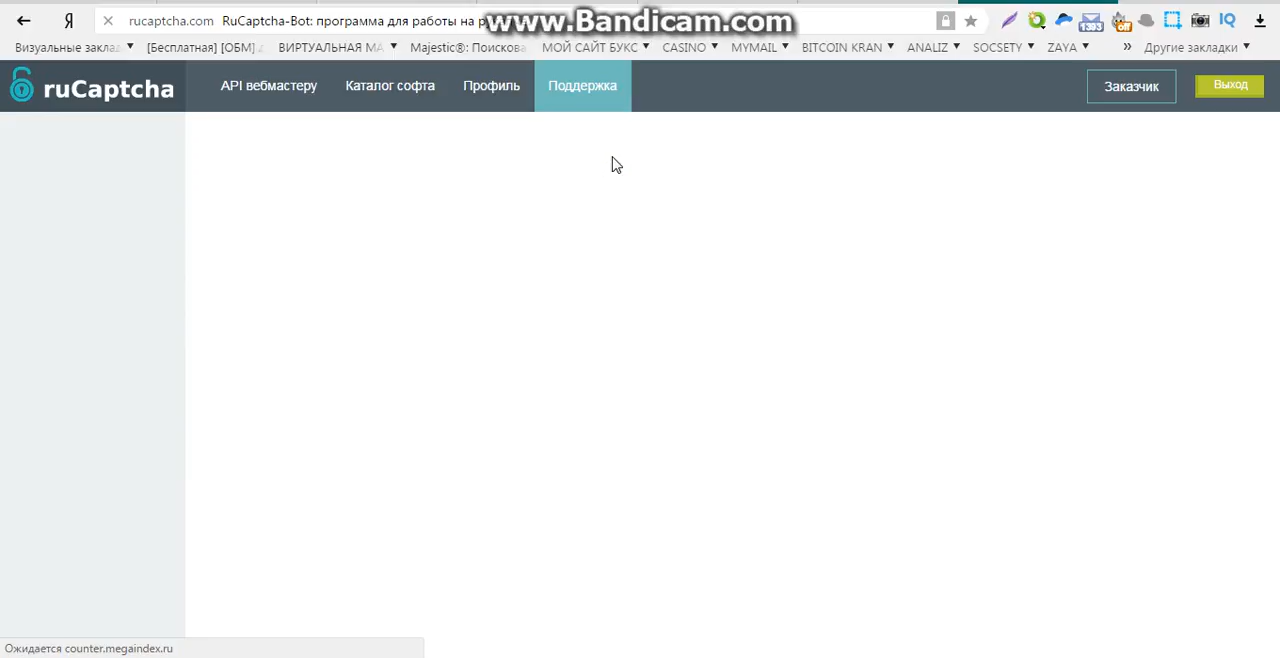 www.Bandicam.com
Я rucaptcha.com RuCaptcha-Bot: программа для работы на
Визуальные заклад [Бесплатная] [ОБМ] ВИРТУАЛЬНАЯ МА Majestic®: Поискова МОЙ САЙТ БУКС CASINO MYMAIL BITCOIN KRAN ANALIZ SOCSETY ZAYA » Другие закладки
ruCaptcha API вебмастеру Каталог софта Профиль Поддержка Заказчик Выход
Ожидается counter.megaindex.ru